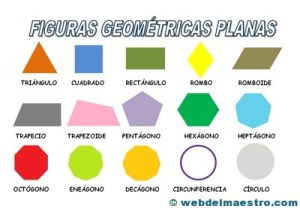 FIGURAS GEOMÉTRICAS PLANAS
TRIÁNGULO CUADRADO RECTÁNGULO ROMBO ROMBOIDE
TRAPECIO TRAPEZOIDE PENTÁGONO HEXÁGONO HEPTÁGONO
OCTÓGONO ENEÁGONO DECÁGONO CIRCUNFERENCIA CÍRCULO
© webdelmaestro.com